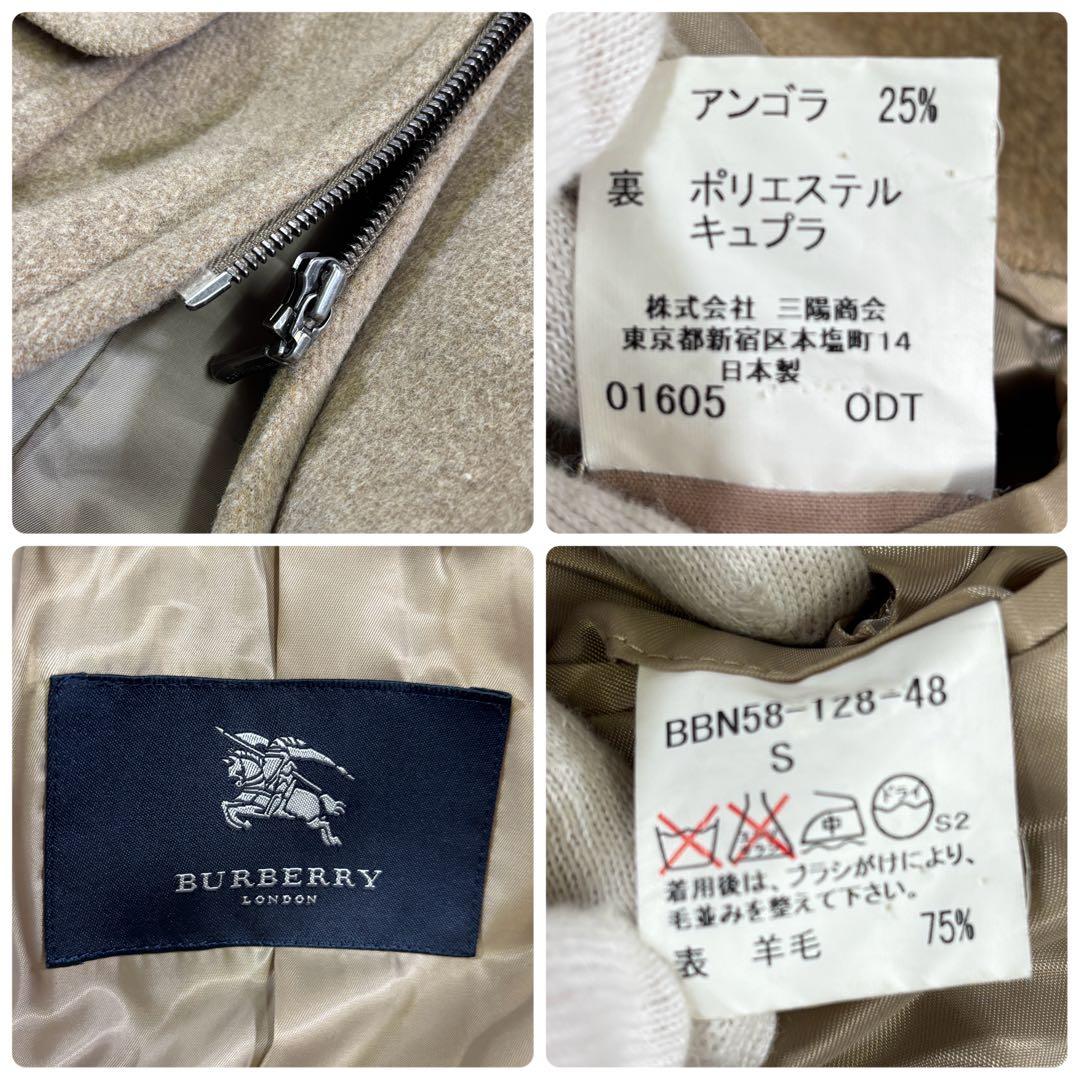 アンゴラ 25%
裏 ポリエステル
キュプラ
株式会社 三陽商会
東京都新宿区本塩町14
日本製
01605 ODT
BURBERRY
LONDON
BBN58-128-48
S
中 ドライ
S2
着用後は、ブラシがけにより、
毛並みを整えて下さい。
表 羊毛 75%